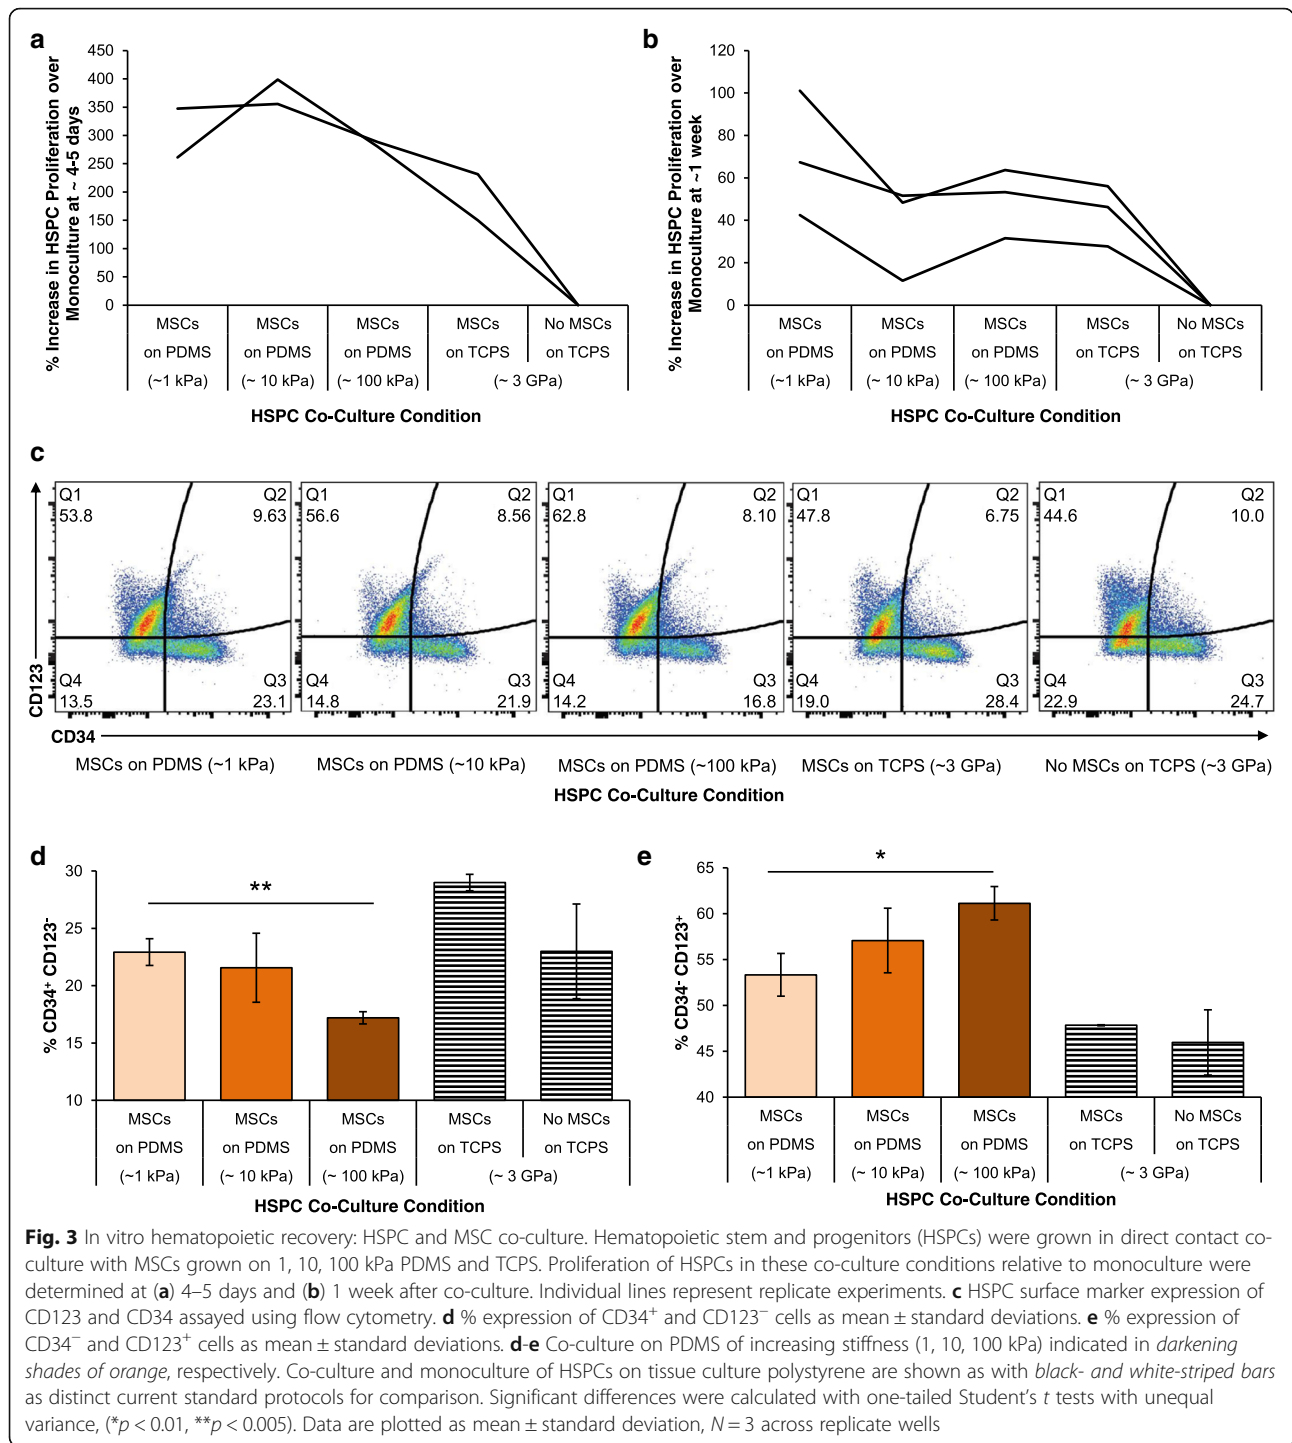 a
% Increase in HSPC Proliferation over
Monoculture at ~ 4-5 days
450
400
350
300
250
200
150
100
50
0
MSCs MSCs MSCs MSCs No MSCs
on PDMS on PDMS on PDMS on TCPS on TCPS
(~1 kPa) (~ 10 kPa) (~ 100 kPa) (~ 3 GPa)
HSPC Co-Culture Condition
b
% Increase in HSPC Proliferation over
Monoculture at ~1 week
120
100
80
60
40
20
0
MSCs MSCs MSCs MSCs No MSCs
on PDMS on PDMS on PDMS on TCPS on TCPS
(~1 kPa) (~ 10 kPa) (~ 100 kPa) (~ 3 GPa)
HSPC Co-Culture Condition
c
CD123
Q1 Q2 Q1 Q2 Q1 Q2 Q1 Q2 Q1 Q2
53.8 9.63 56.6 8.56 62.8 8.10 47.8 6.75 44.6 10.0
Q4 Q3 Q4 Q3 Q4 Q3 Q4 Q3 Q4 Q3
13.5 23.1 14.8 21.9 14.2 16.8 19.0 28.4 22.9 24.7
CD34
MSCs on PDMS (~1 kPa) MSCs on PDMS (~10 kPa) MSCs on PDMS (~100 kPa) MSCs on TCPS (~3 GPa) No MSCs on TCPS (~3 GPa)
HSPC Co-Culture Condition
d
% CD34⁺ CD123⁻
30
25
20
15
10
**
MSCs MSCs MSCs MSCs No MSCs
on PDMS on PDMS on PDMS on TCPS on TCPS
(~1 kPa) (~ 10 kPa) (~ 100 kPa) (~ 3 GPa)
HSPC Co-Culture Condition
e
% CD34⁻ CD123⁺
65
60
55
50
45
40
*
MSCs MSCs MSCs MSCs No MSCs
on PDMS on PDMS on PDMS on TCPS on TCPS
(~1 kPa) (~ 10 kPa) (~ 100 kPa) (~ 3 GPa)
HSPC Co-Culture Condition
Fig. 3 In vitro hematopoietic recovery: HSPC and MSC co-culture. Hematopoietic stem and progenitors (HSPCs) were grown in direct contact co-
culture with MSCs grown on 1, 10, 100 kPa PDMS and TCPS. Proliferation of HSPCs in these co-culture conditions relative to monoculture were
determined at (a) 4–5 days and (b) 1 week after co-culture. Individual lines represent replicate experiments. c HSPC surface marker expression of
CD123 and CD34 assayed using flow cytometry. d % expression of CD34⁺ and CD123⁻ cells as mean ± standard deviations. e % expression of
CD34⁻ and CD123⁺ cells as mean ± standard deviations. d-e Co-culture on PDMS of increasing stiffness (1, 10, 100 kPa) indicated in darkening
shades of orange, respectively. Co-culture and monoculture of HSPCs on tissue culture polystyrene are shown as with black- and white-striped bars
as distinct current standard protocols for comparison. Significant differences were calculated with one-tailed Student’s t tests with unequal
variance, (*p < 0.01, **p < 0.005). Data are plotted as mean ± standard deviation, N = 3 across replicate wells